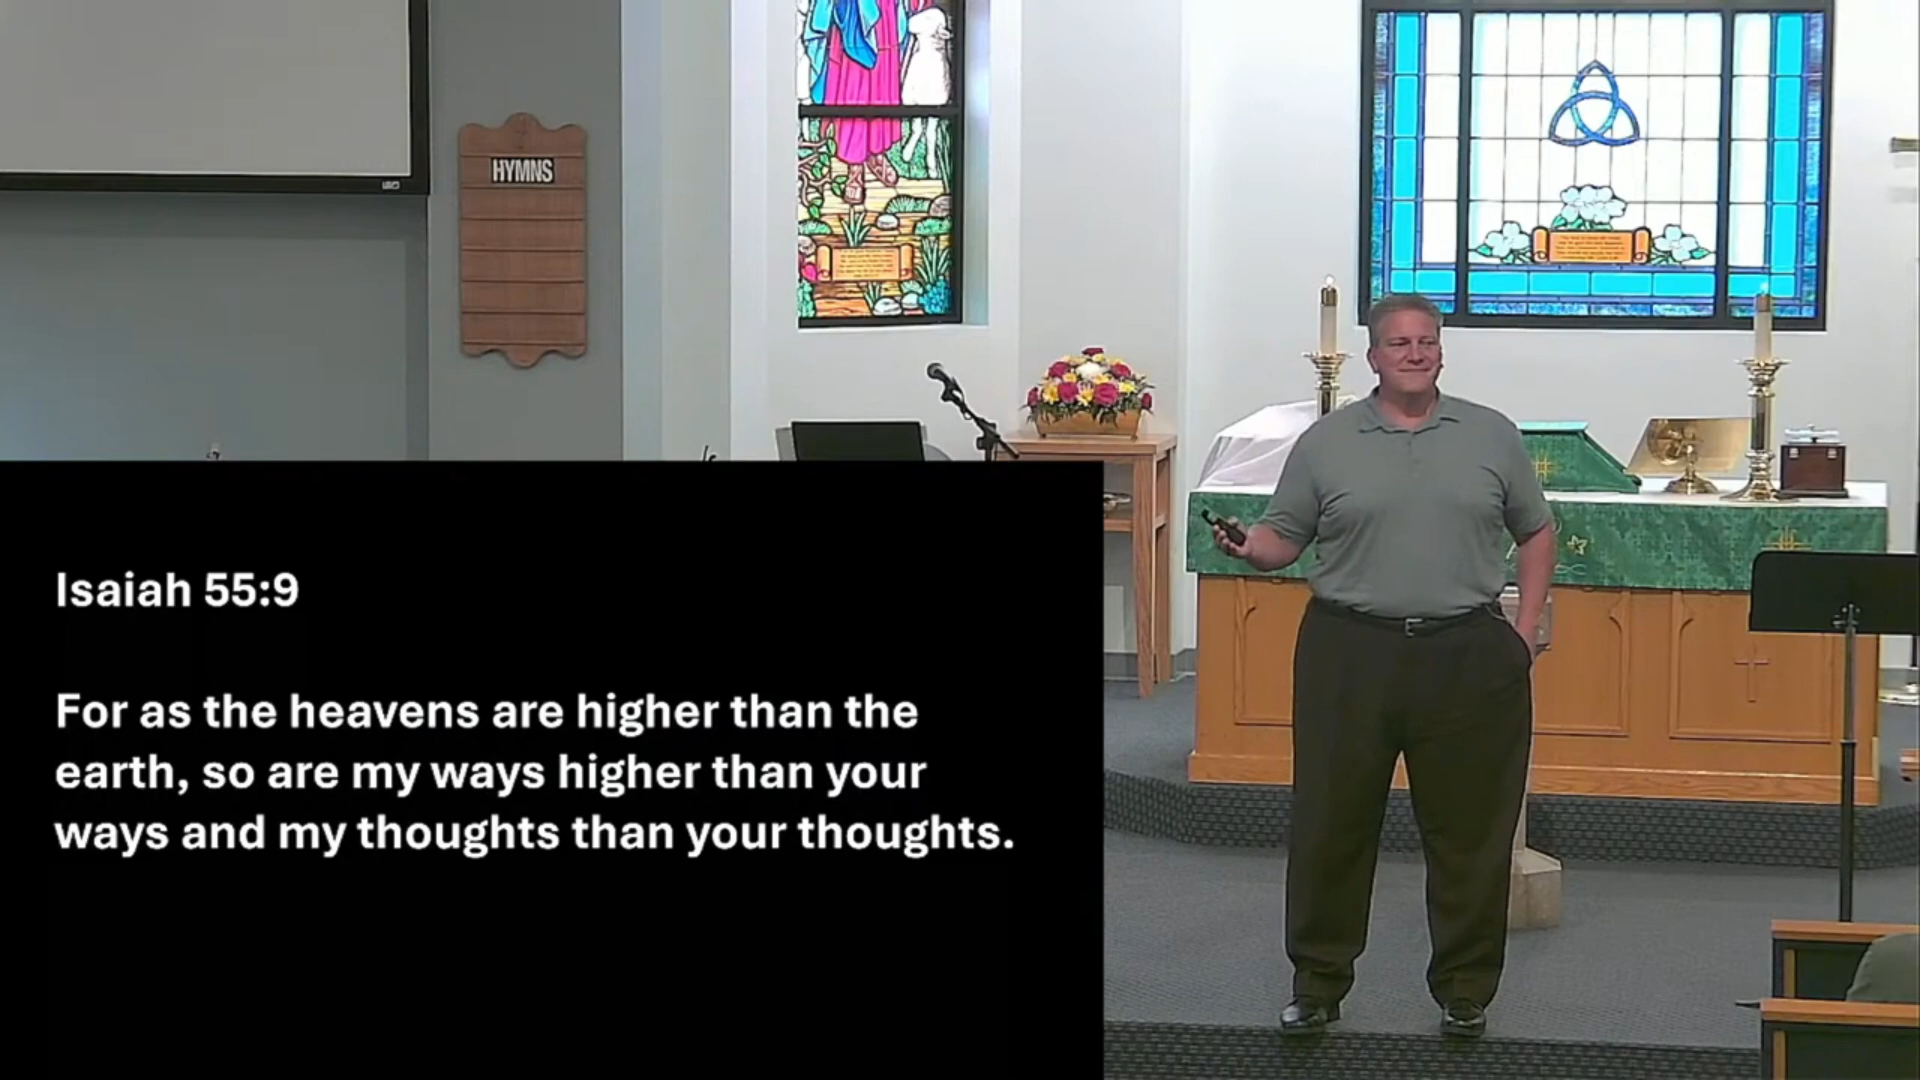 HYMNS
Isaiah 55:9
For as the heavens are higher than the
earth, so are my ways higher than your
ways and my thoughts than your thoughts.